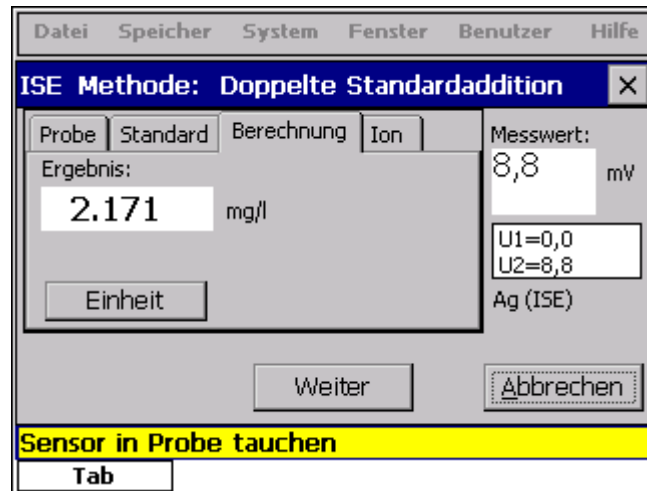 Datei Speicher System Fenster Benutzer Hilfe
ISE Methode: Doppelte Standardaddition
Probe Standard Berechnung Ion
Ergebnis:
2.171 mg/l
Einheit
Messwert:
8,8 mV
U1=0,0
U2=8,8
Ag (ISE)
Weiter
Abbrechen
Sensor in Probe tauchen
Tab